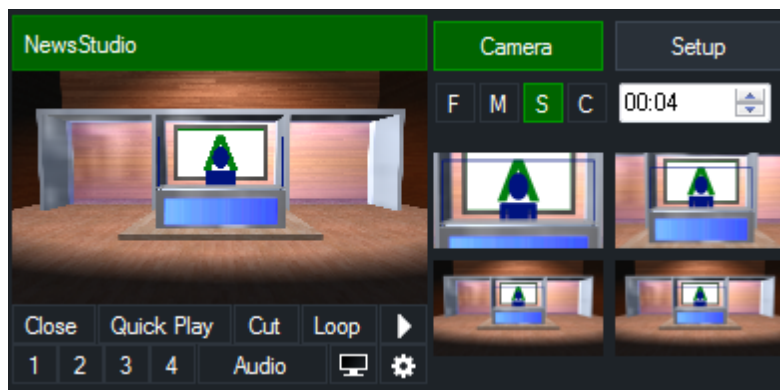 NewsStudio
Camera Setup
F M S C 00:04
Close Quick Play Cut Loop
1 2 3 4 Audio